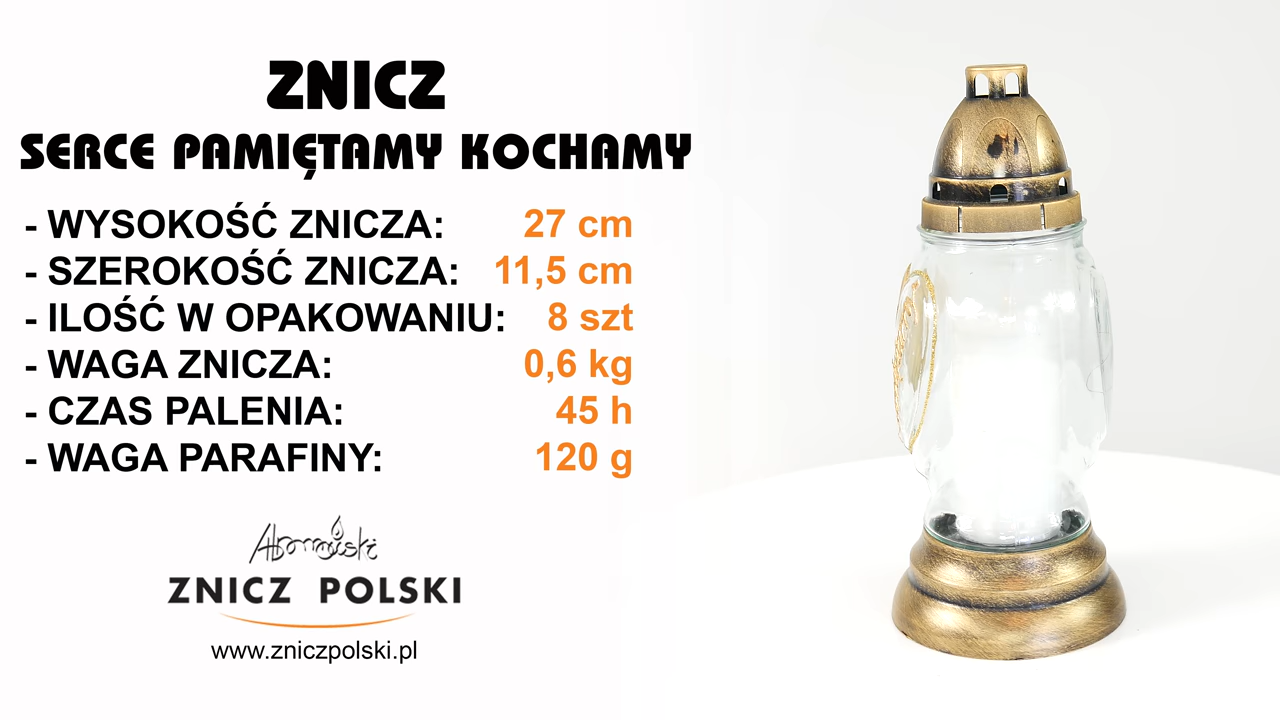 ZNICZ
SERCE PAMIĘTAMY KOCHAMY
- WYSOKOŚĆ ZNICZA: 27 cm
- SZEROKOŚĆ ZNICZA: 11,5 cm
- ILOŚĆ W OPAKOWANIU: 8 szt
- WAGA ZNICZA: 0,6 kg
- CZAS PALENIA: 45 h
- WAGA PARAFINY: 120 g
ZNICZ POLSKI
www.zniczpolski.pl